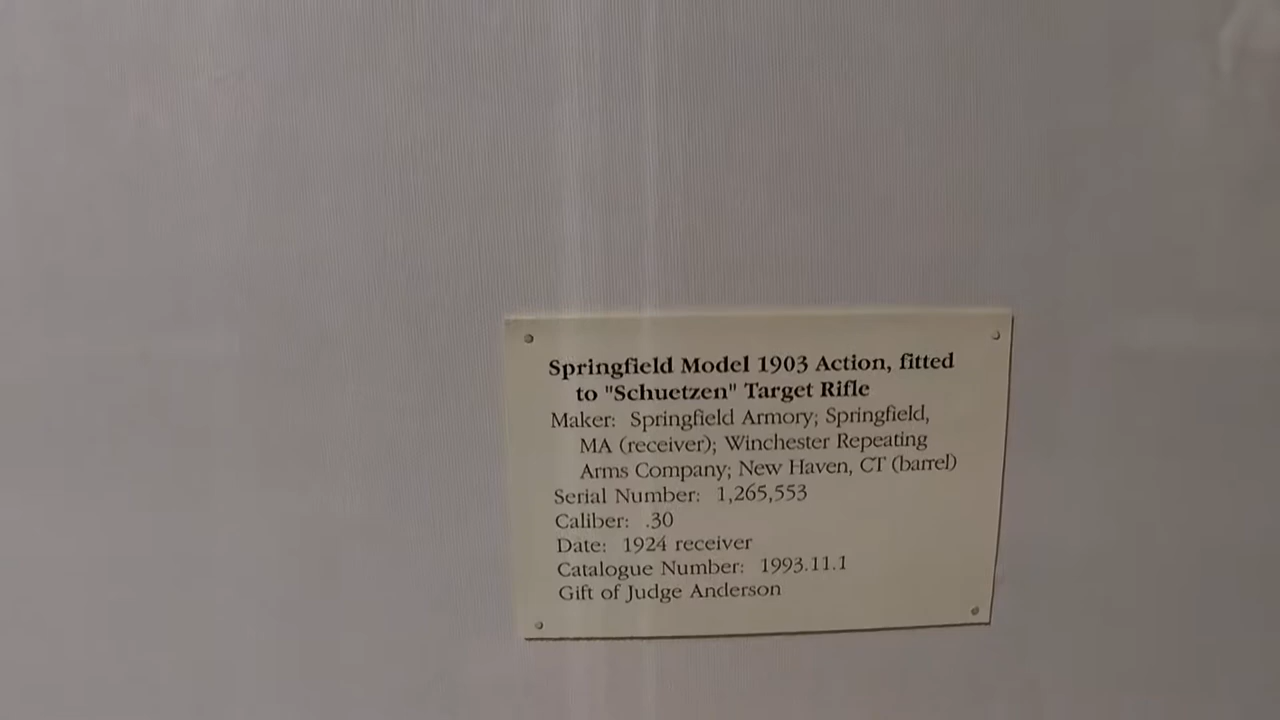 Springfield Model 1903 Action, fitted
to "Schuetzen" Target Rifle
Maker: Springfield Armory; Springfield,
MA (receiver); Winchester Repeating
Arms Company; New Haven, CT (barrel)
Serial Number: 1,265,553
Caliber: .30
Date: 1924 receiver
Catalogue Number: 1993.11.1
Gift of Judge Anderson